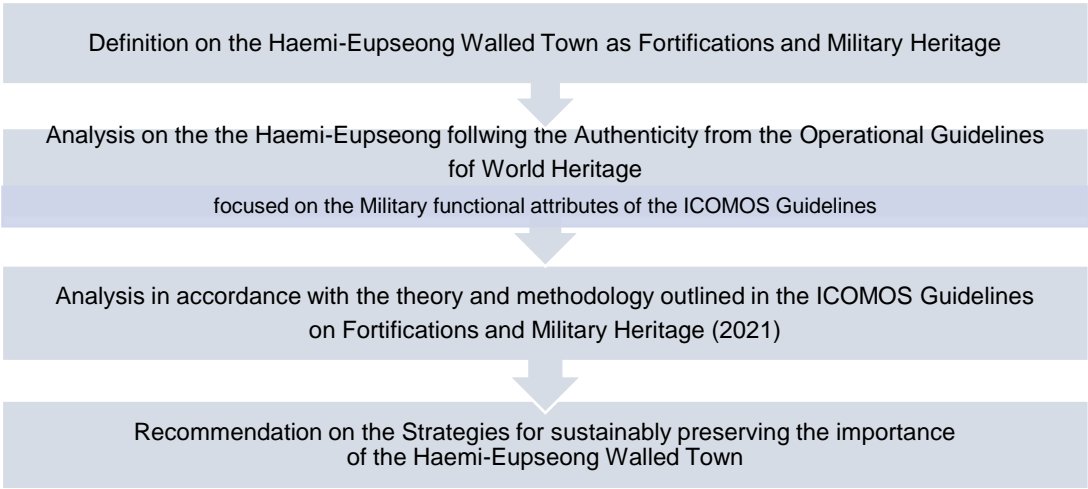 Definition on the Haemi-Eupseong Walled Town as Fortifications and Military Heritage
Analysis on the the Haemi-Eupseong follwing the Authenticity from the Operational Guidelines
fof World Heritage
focused on the Military functional attributes of the ICOMOS Guidelines
Analysis in accordance with the theory and methodology outlined in the ICOMOS Guidelines
on Fortifications and Military Heritage (2021)
Recommendation on the Strategies for sustainably preserving the importance
of the Haemi-Eupseong Walled Town